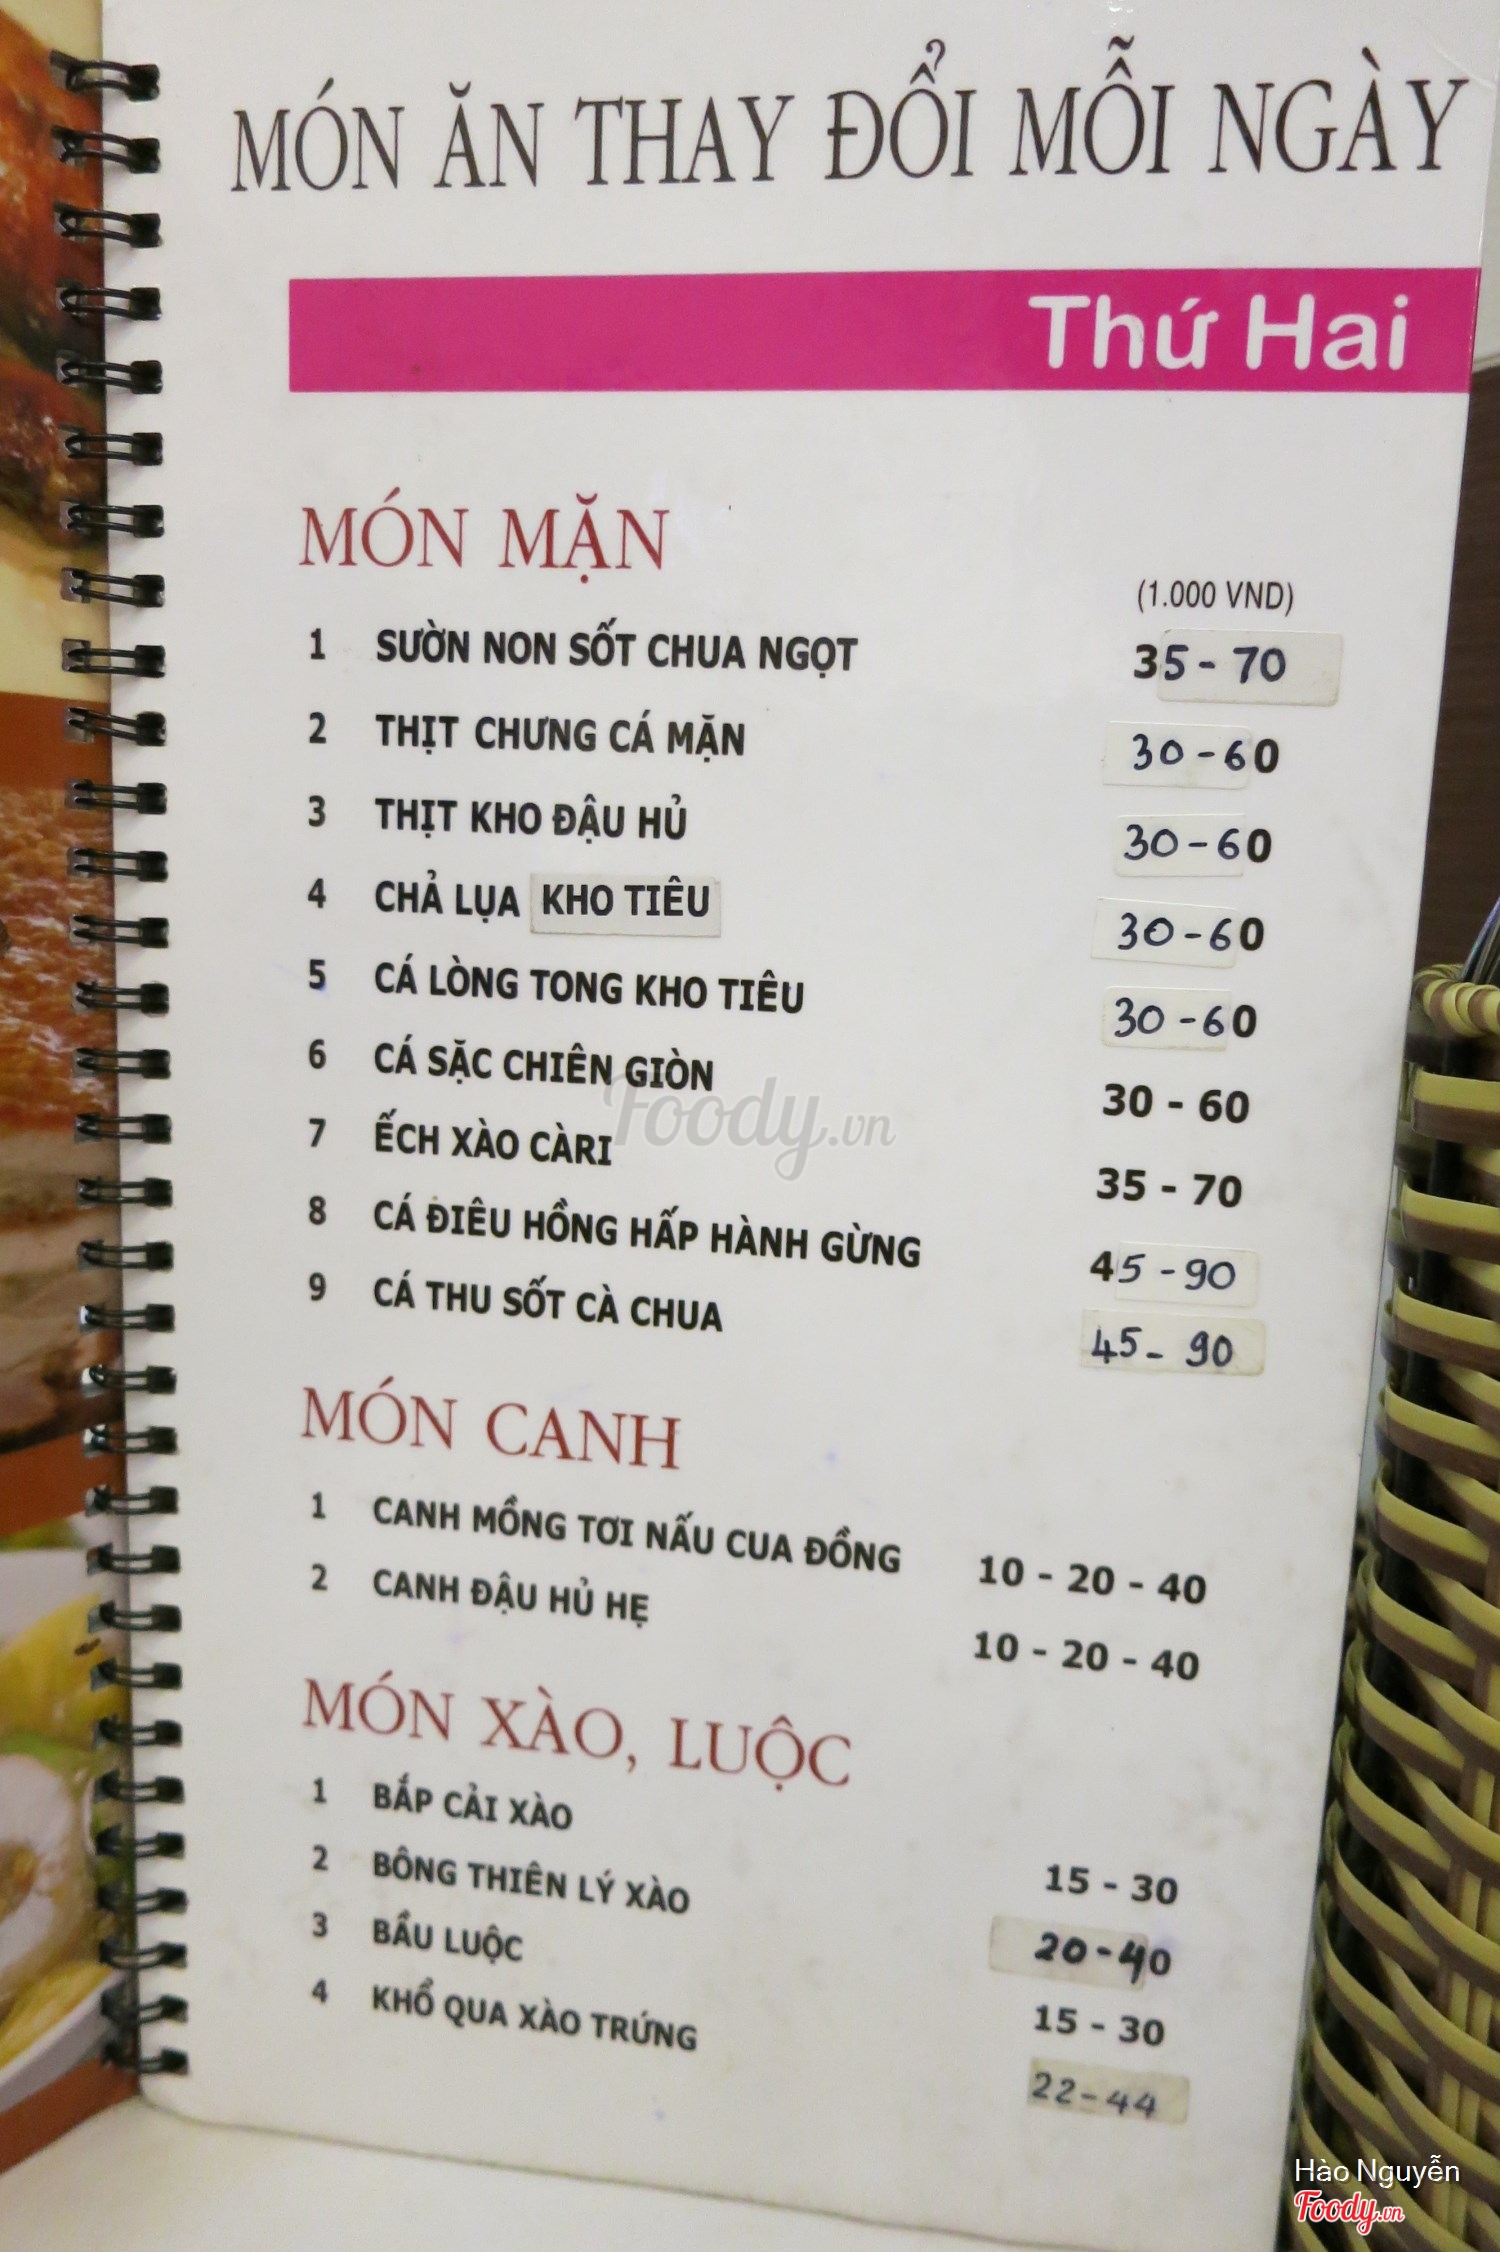 MÓN ĂN THAY ĐỔI MỖI NGÀY
Thứ Hai
MÓN MẶN
(1.000 VND)
1 SƯỜN NON SỐT CHUA NGỌT 35 - 70
2 THỊT CHƯNG CÁ MẶN 30 - 60
3 THỊT KHO ĐẬU HỦ 30 - 60
4 CHẢ LỤA KHO TIÊU 30 - 60
5 CÁ LÒNG TONG KHO TIÊU 30 - 60
6 CÁ SẶC CHIÊN GIÒN 30 - 60
7 ẾCH XÀO CÀRI 35 - 70
8 CÁ ĐIÊU HỒNG HẤP HÀNH GỪNG 45 - 90
9 CÁ THU SỐT CÀ CHUA 45 - 90
MÓN CANH
1 CANH MỒNG TƠI NẤU CUA ĐỒNG 10 - 20 - 40
2 CANH ĐẬU HỦ HẸ 10 - 20 - 40
MÓN XÀO, LUỘC
1 BẮP CẢI XÀO 15 - 30
2 BÔNG THIÊN LÝ XÀO 20 - 40
3 BẦU LUỘC 15 - 30
4 KHỔ QUA XÀO TRỨNG 22 - 44
Foody.vn
Hào Nguyễn
Foody.vn